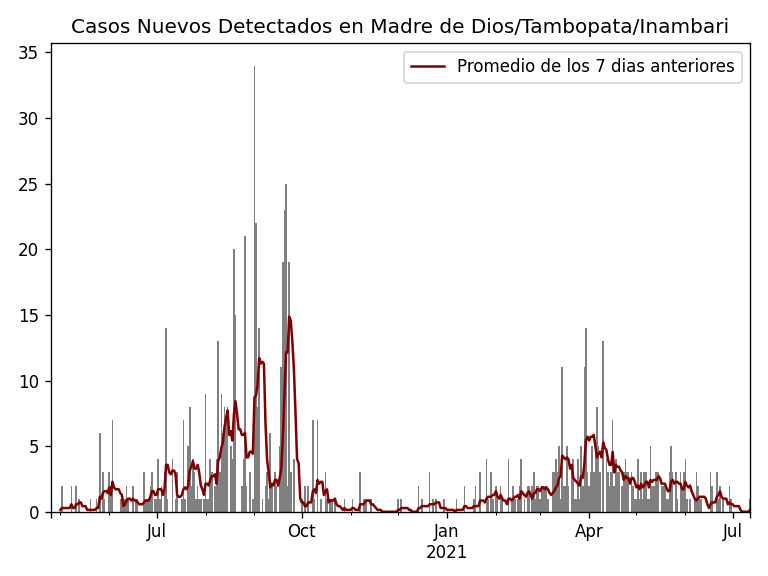 Casos Nuevos Detectados en Madre de Dios/Tambopata/Inambari
Promedio de los 7 dias anteriores
35
30
25
20
15
10
5
0
Jul
Oct
Jan
2021
Apr
Jul